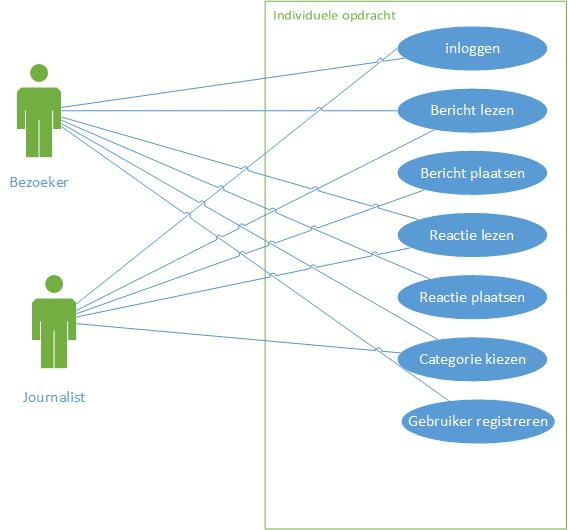 Individuele opdracht
inloggen
Bericht lezen
Bericht plaatsen
Bezoeker
Reactie lezen
Reactie plaatsen
Categorie kiezen
Journalist
Gebruiker registreren